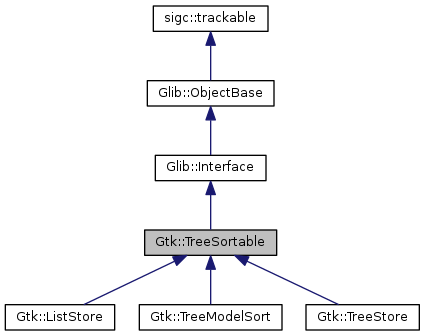 sigc::trackable
Glib::ObjectBase
Glib::Interface
Gtk::TreeSortable
Gtk::ListStore
Gtk::TreeModelSort
Gtk::TreeStore